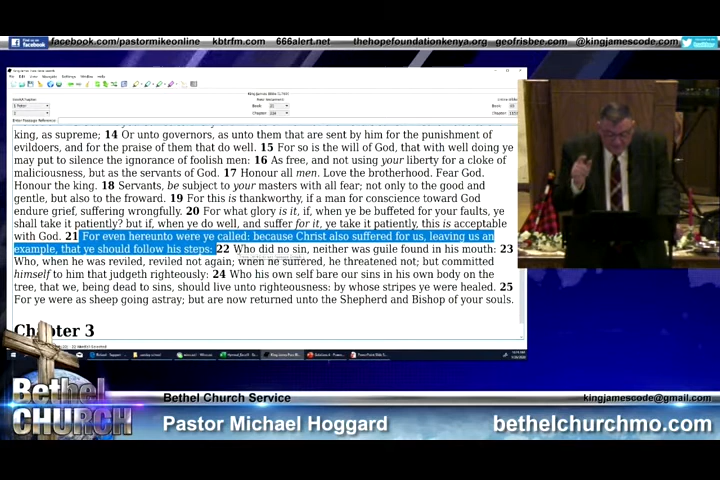 Find us on facebook facebook.com/pastormikeonline kbtrfm.com 666alert.net thehopefoundationkenya.org geofrisbee.com @kingjamescode.com twitter
king, as supreme; 14 Or unto governors, as unto them that are sent by him for the punishment of
evildoers, and for the praise of them that do well. 15 For so is the will of God, that with well doing ye
may put to silence the ignorance of foolish men: 16 As free, and not using your liberty for a cloke of
maliciousness, but as the servants of God. 17 Honour all men. Love the brotherhood. Fear God.
Honour the king. 18 Servants, be subject to your masters with all fear; not only to the good and
gentle, but also to the froward. 19 For this is thankworthy, if a man for conscience toward God
endure grief, suffering wrongfully. 20 For what glory is it, if, when ye be buffeted for your faults, ye
shall take it patiently? but if, when ye do well, and suffer for it, ye take it patiently, this is acceptable
with God. 21 For even hereunto were ye called: because Christ also suffered for us, leaving us an
example, that ye should follow his steps: 22 Who did no sin, neither was guile found in his mouth: 23
Who, when he was reviled, reviled not again; when he suffered, he threatened not; but committed
himself to him that judgeth righteously: 24 Who his own self bare our sins in his own body on the
tree, that we, being dead to sins, should live unto righteousness: by whose stripes ye were healed. 25
For ye were as sheep going astray; but are now returned unto the Shepherd and Bishop of your souls.
Chapter 3
Bethel
CHURCH
Bethel Church Service
kingjamescode@gmail.com
Pastor Michael Hoggard
bethelchurchmo.com